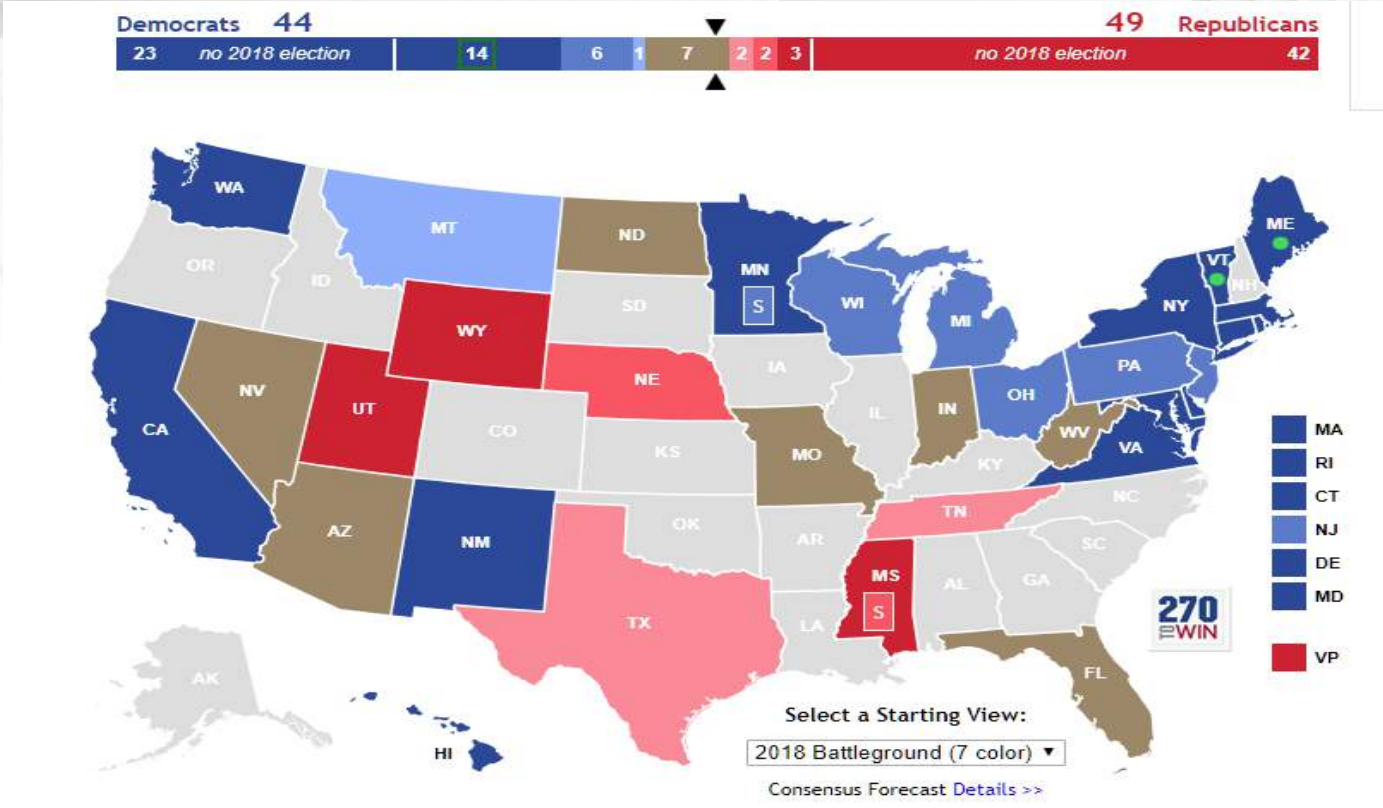 Democrats 44 49 Republicans
23 no 2018 election 14 6 1 7 2 2 3 no 2018 election 42
WA
MT
ND
MN
S
OR
ID
SD
WI
MI
ME
VT
NH
NY
WY
NE
IA
PA
NV
UT
CO
IL
IN
OH
CA
KS
MO
KY
WV
VA
AZ
NM
OK
AR
TN
NC
SC
MS
S
AL
GA
TX
LA
FL
AK
HI
MA
RI
CT
NJ
DE
MD
VP
270
TO WIN
Select a Starting View:
2018 Battleground (7 color) ▼
Consensus Forecast Details >>